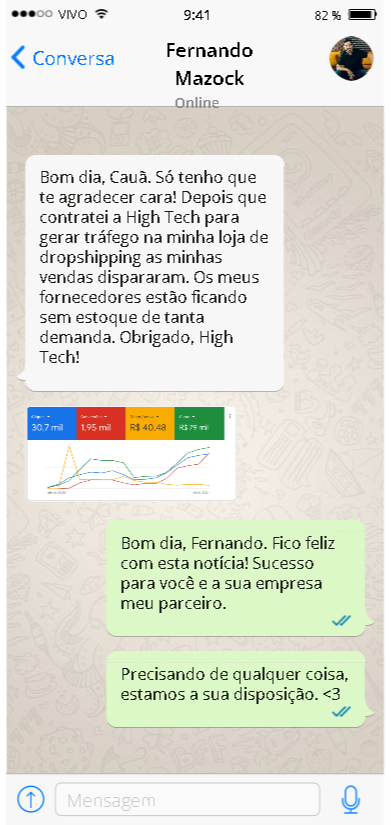 VIVO 9:41 82 %
Conversa
Fernando
Mazock
Online
Bom dia, Cauã. Só tenho que
te agradecer cara! Depois que
contratei a High Tech para
gerar tráfego na minha loja de
dropshipping as minhas
vendas dispararam. Os meus
fornecedores estão ficando
sem estoque de tanta
demanda. Obrigado, High
Tech!
30,7 mil 1,95 mil R$ 40,48 R$ 79 mil
Bom dia, Fernando. Fico feliz
com esta notícia! Sucesso
para você e a sua empresa
meu parceiro.
Precisando de qualquer coisa,
estamos a sua disposição. <3
Mensagem